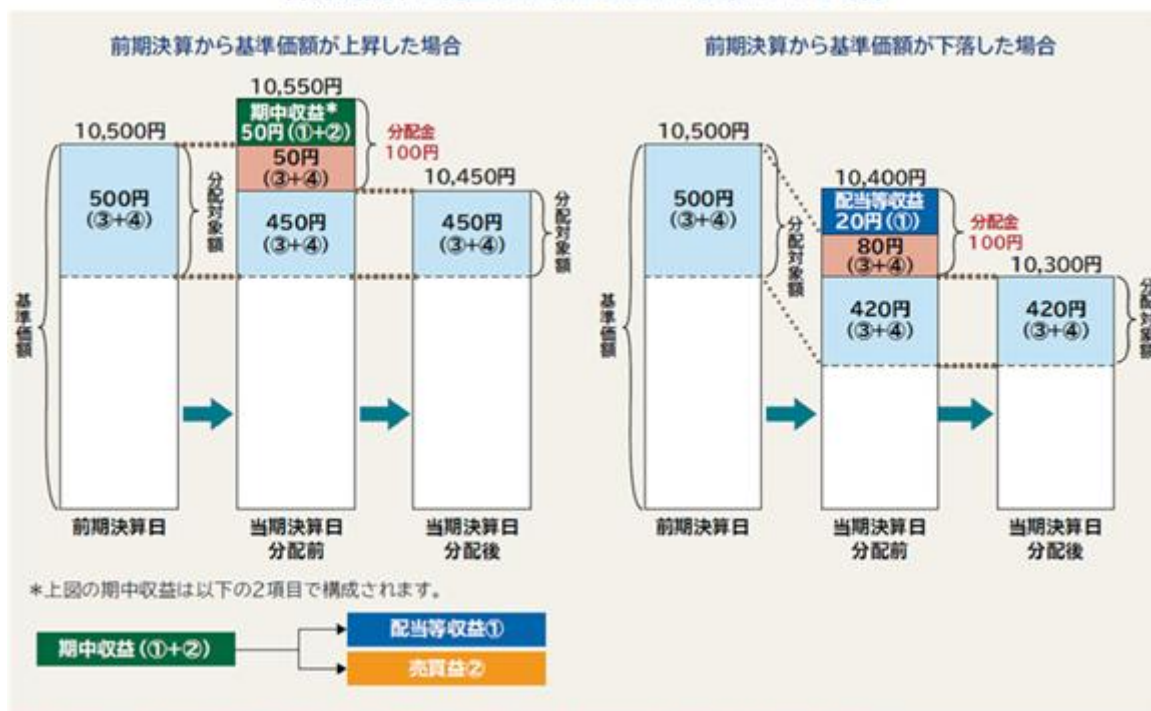 前期決算から基準価額が上昇した場合
10,500円
500円
(③+④)
分配対象額
基準価額
前期決算日
10,550円
期中収益*
50円(①+②)
50円
(③+④)
450円
(③+④)
分配金
100円
当期決算日
分配前
10,450円
450円
(③+④)
分配対象額
当期決算日
分配後
前期決算から基準価額が下落した場合
10,500円
500円
(③+④)
分配対象額
基準価額
前期決算日
10,400円
配当等収益
20円(①)
80円
(③+④)
420円
(③+④)
分配金
100円
当期決算日
分配前
10,300円
420円
(③+④)
分配対象額
当期決算日
分配後
*上図の期中収益は以下の2項目で構成されます。
期中収益(①+②)
配当等収益①
売買益②